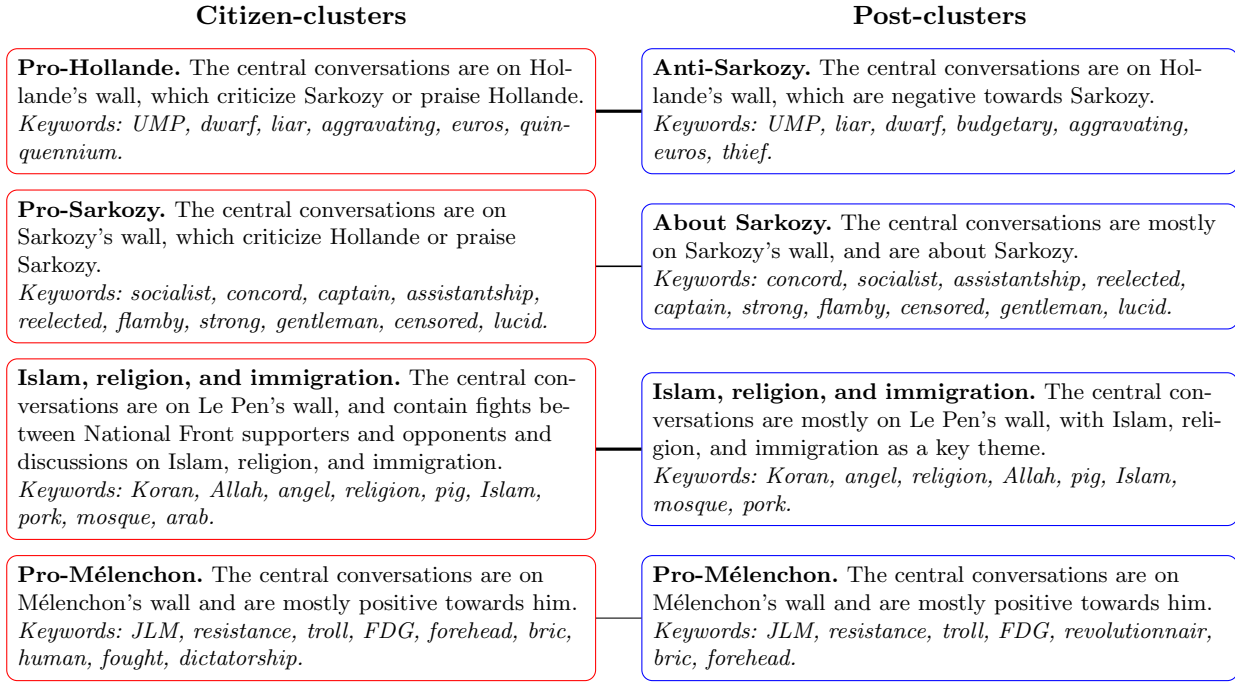 Citizen-clusters
Post-clusters
Pro-Hollande. The central conversations are on Hol-
lande's wall, which criticize Sarkozy or praise Hollande.
Keywords: UMP, dwarf, liar, aggravating, euros, quin-
quennium.
Anti-Sarkozy. The central conversations are on Hol-
lande's wall, which are negative towards Sarkozy.
Keywords: UMP, liar, dwarf, budgetary, aggravating,
euros, thief.
Pro-Sarkozy. The central conversations are on
Sarkozy's wall, which criticize Hollande or praise
Sarkozy.
Keywords: socialist, concord, captain, assistantship,
reelected, flamby, strong, gentleman, censored, lucid.
About Sarkozy. The central conversations are mostly
on Sarkozy's wall, and are about Sarkozy.
Keywords: concord, socialist, assistantship, reelected,
captain, strong, flamby, censored, gentleman, lucid.
Islam, religion, and immigration. The central con-
versations are on Le Pen's wall, and contain fights be-
tween National Front supporters and opponents and
discussions on Islam, religion, and immigration.
Keywords: Koran, Allah, angel, religion, pig, Islam,
pork, mosque, arab.
Islam, religion, and immigration. The central con-
versations are mostly on Le Pen's wall, with Islam, reli-
gion, and immigration as a key theme.
Keywords: Koran, angel, religion, Allah, pig, Islam,
mosque, pork.
Pro-Mélenchon. The central conversations are on
Mélenchon's wall and are mostly positive towards him.
Keywords: JLM, resistance, troll, FDG, forehead, bric,
human, fought, dictatorship.
Pro-Mélenchon. The central conversations are on
Mélenchon's wall and are mostly positive towards him.
Keywords: JLM, resistance, troll, FDG, revolutionnair,
bric, forehead.